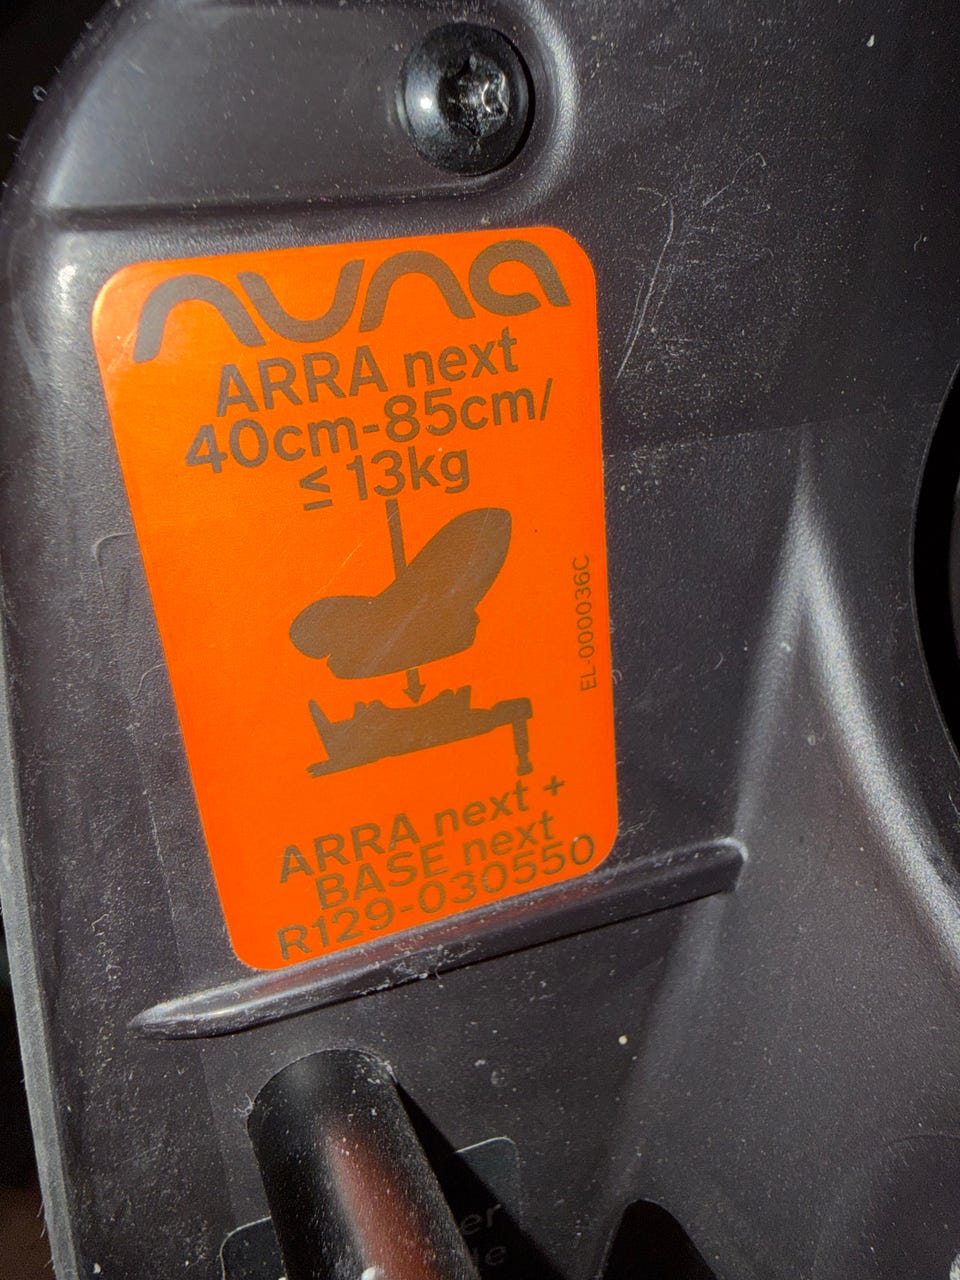 nuna
ARRA next
40cm-85cm/
≤ 13kg
EL-000036C
ARRA next +
BASE next
R129-030550